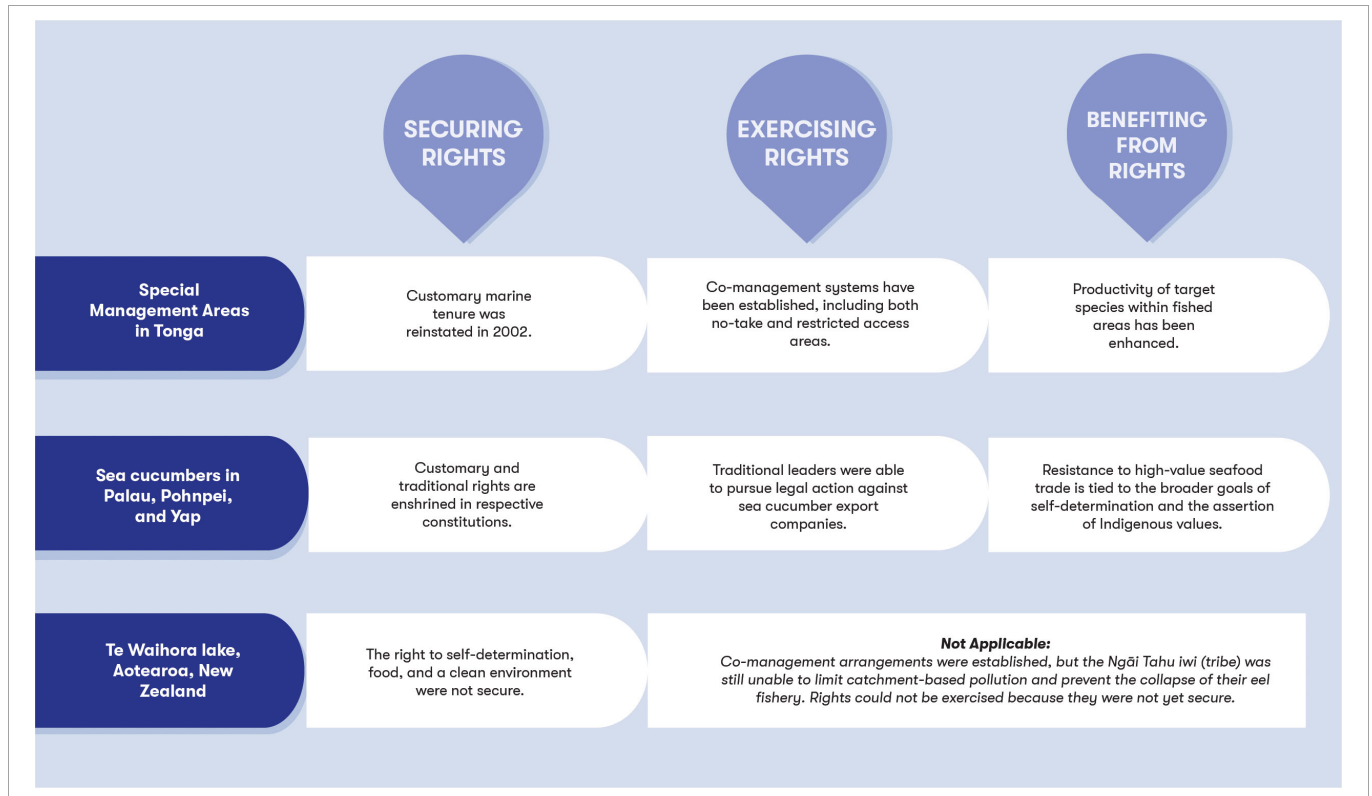 SECURING
RIGHTS
EXERCISING
RIGHTS
BENEFITING
FROM
RIGHTS
Special
Management Areas
in Tonga
Customary marine
tenure was
reinstated in 2002.
Co-management systems have
been established, including both
no-take and restricted access
areas.
Productivity of target
species within fished
areas has been
enhanced.
Sea cucumbers in
Palau, Pohnpei,
and Yap
Customary and
traditional rights are
enshrined in respective
constitutions.
Traditional leaders were able
to pursue legal action against
sea cucumber export
companies.
Resistance to high-value seafood
trade is tied to the broader goals of
self-determination and the assertion
of Indigenous values.
Te Waihora lake,
Aotearoa, New
Zealand
The right to self-determination,
food, and a clean environment
were not secure.
Not Applicable:
Co-management arrangements were established, but the Ngāi Tahu iwi (tribe) was
still unable to limit catchment-based pollution and prevent the collapse of their eel
fishery. Rights could not be exercised because they were not yet secure.